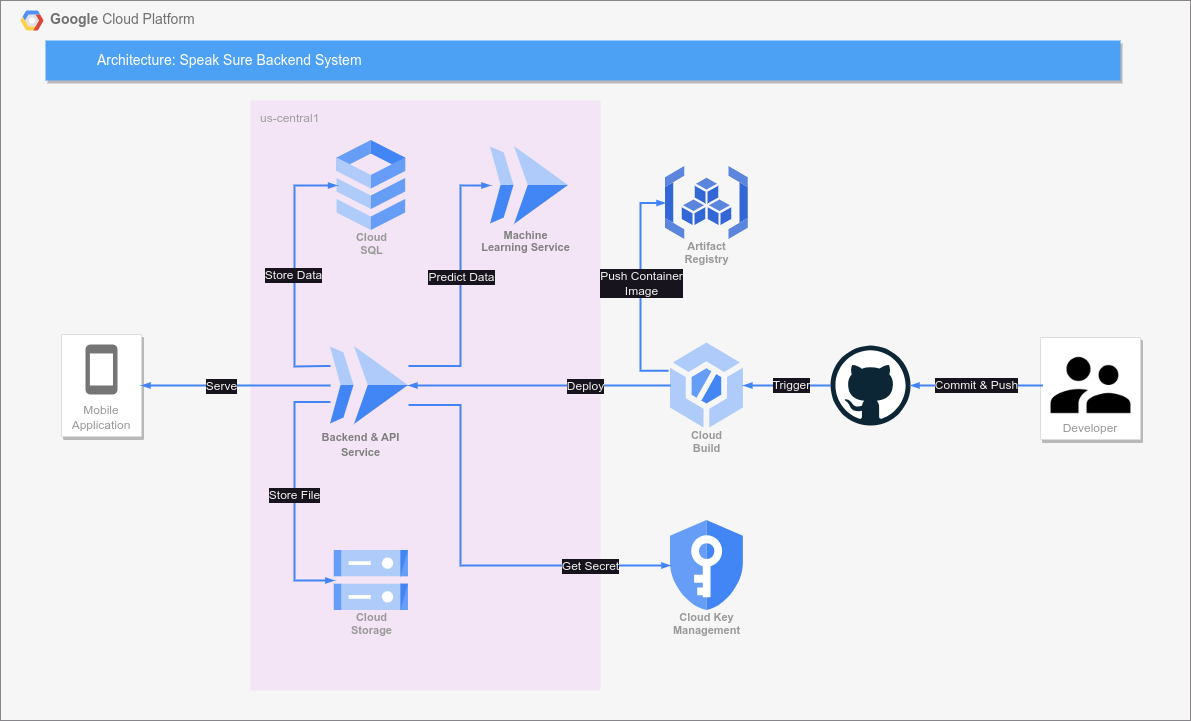 Google Cloud Platform
Architecture: Speak Sure Backend System
us-central1
Cloud
SQL
Machine
Learning Service
Artifact
Registry
Store Data
Predict Data
Push Container
Image
Mobile
Application
Serve
Backend & API
Service
Deploy
Cloud
Build
Trigger
Commit & Push
Developer
Store File
Get Secret
Cloud
Storage
Cloud Key
Management